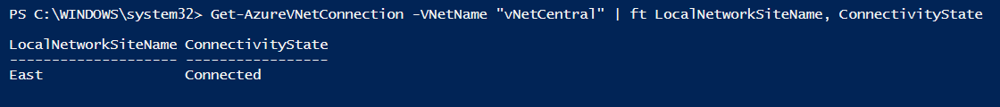 PS C:\WINDOWS\system32> Get-AzureVNetConnection -VNetName "vNetCentral" | ft LocalNetworkSiteName, ConnectivityState
LocalNetworkSiteName ConnectivityState
-------------------- -----------------
East                 Connected